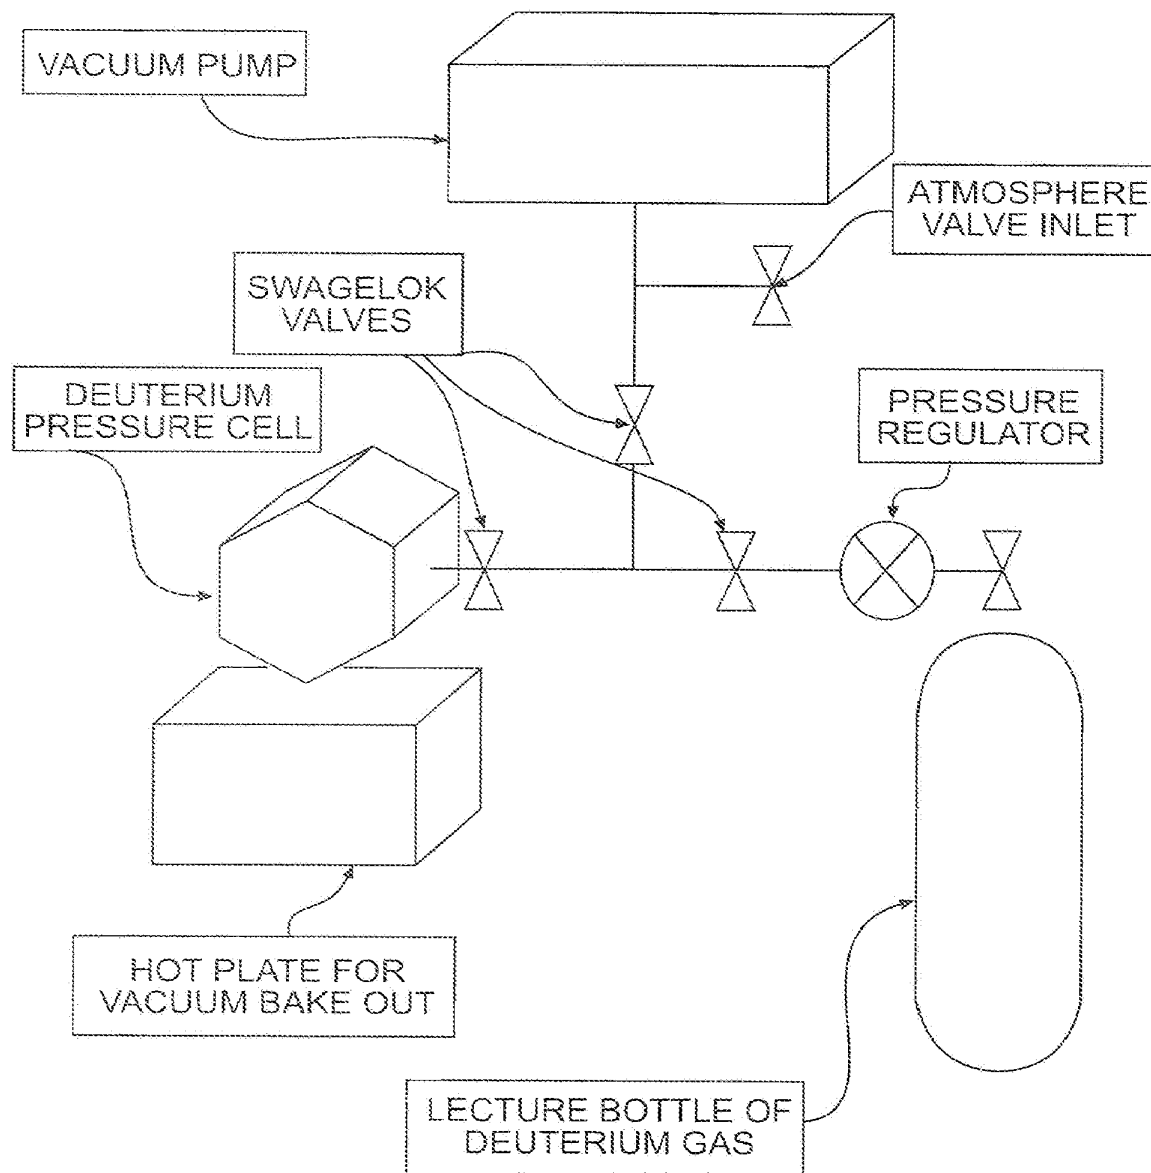 VACUUM PUMP
ATMOSPHERE
VALVE INLET
SWAGELOK
VALVES
DEUTERIUM
PRESSURE CELL
PRESSURE
REGULATOR
HOT PLATE FOR
VACUUM BAKE OUT
LECTURE BOTTLE OF
DEUTERIUM GAS